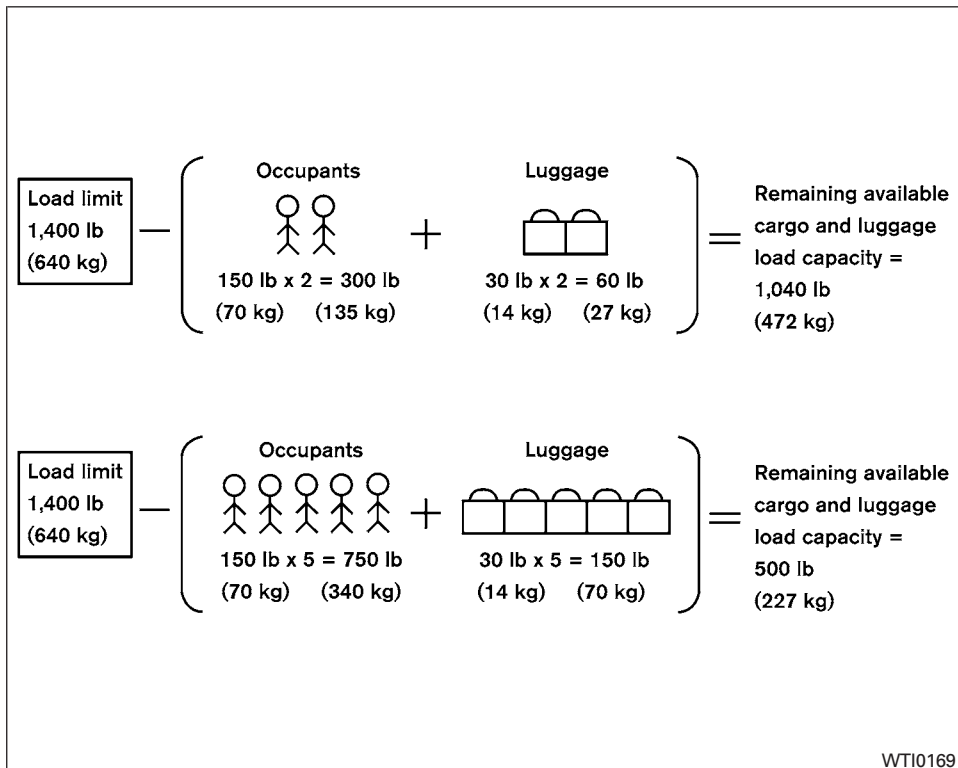 Load limit
1,400 lb
(640 kg)
—
Occupants
150 lb x 2 = 300 lb
(70 kg) (135 kg)
+
Luggage
30 lb x 2 = 60 lb
(14 kg) (27 kg)
=
Remaining available
cargo and luggage
load capacity =
1,040 lb
(472 kg)
Load limit
1,400 lb
(640 kg)
—
Occupants
150 lb x 5 = 750 lb
(70 kg) (340 kg)
+
Luggage
30 lb x 5 = 150 lb
(14 kg) (70 kg)
=
Remaining available
cargo and luggage
load capacity =
500 lb
(227 kg)
WTI0169